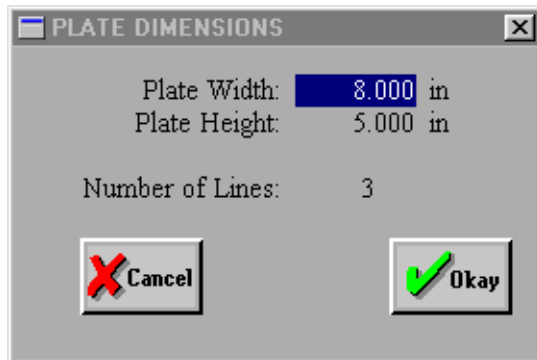 PLATE DIMENSIONS
Plate Width: 8.000 in
Plate Height: 5.000 in
Number of Lines: 3
Cancel
Okay